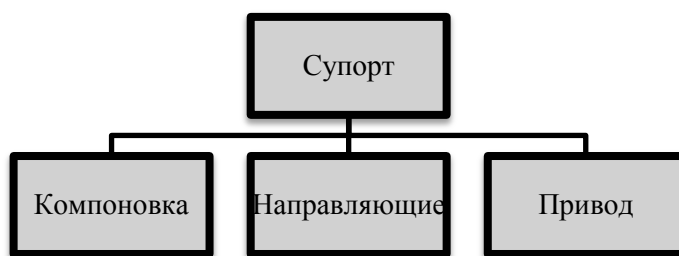 Супорт
Компоновка
Направляющие
Привод